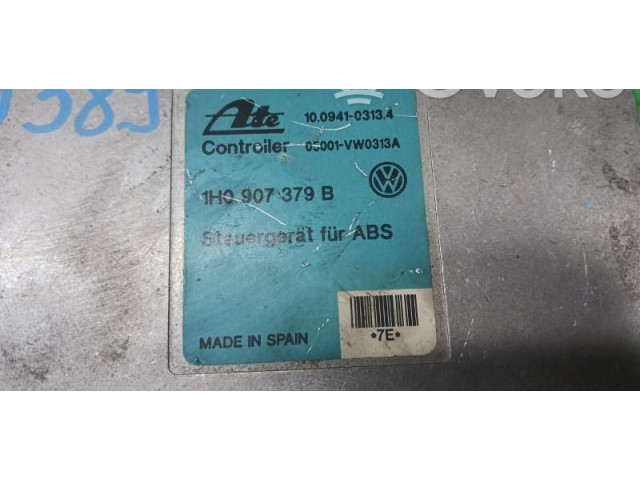 Ate 10.0941-0313.4
Controller 05001-VW0313A
1H0 907 379 B
Steuergerät für ABS
MADE IN SPAIN
*7E*